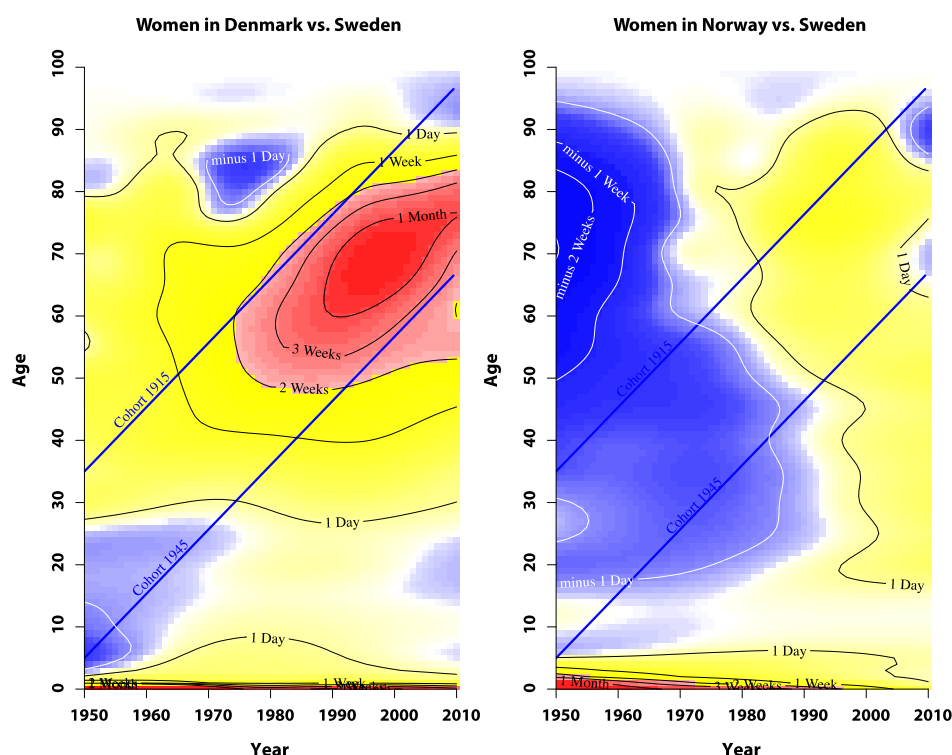 Women in Denmark vs. Sweden
Women in Norway vs. Sweden
Age
100
90
80
70
60
50
40
30
20
10
0
1 Day
minus 1 Day
1 Week
1 Month
3 Weeks
2 Weeks
Cohort 1915
1 Day
Cohort 1945
1 Day
2 Weeks
1 Week
1950 1960 1970 1980 1990 2000 2010
Year
Age
100
90
80
70
60
50
40
30
20
10
0
minus 1 Week
minus 2 Weeks
1 Day
Cohort 1915
Cohort 1945
minus 1 Day
1 Day
1 Day
1 Month
2 Weeks
1 Week
1950 1960 1970 1980 1990 2000 2010
Year